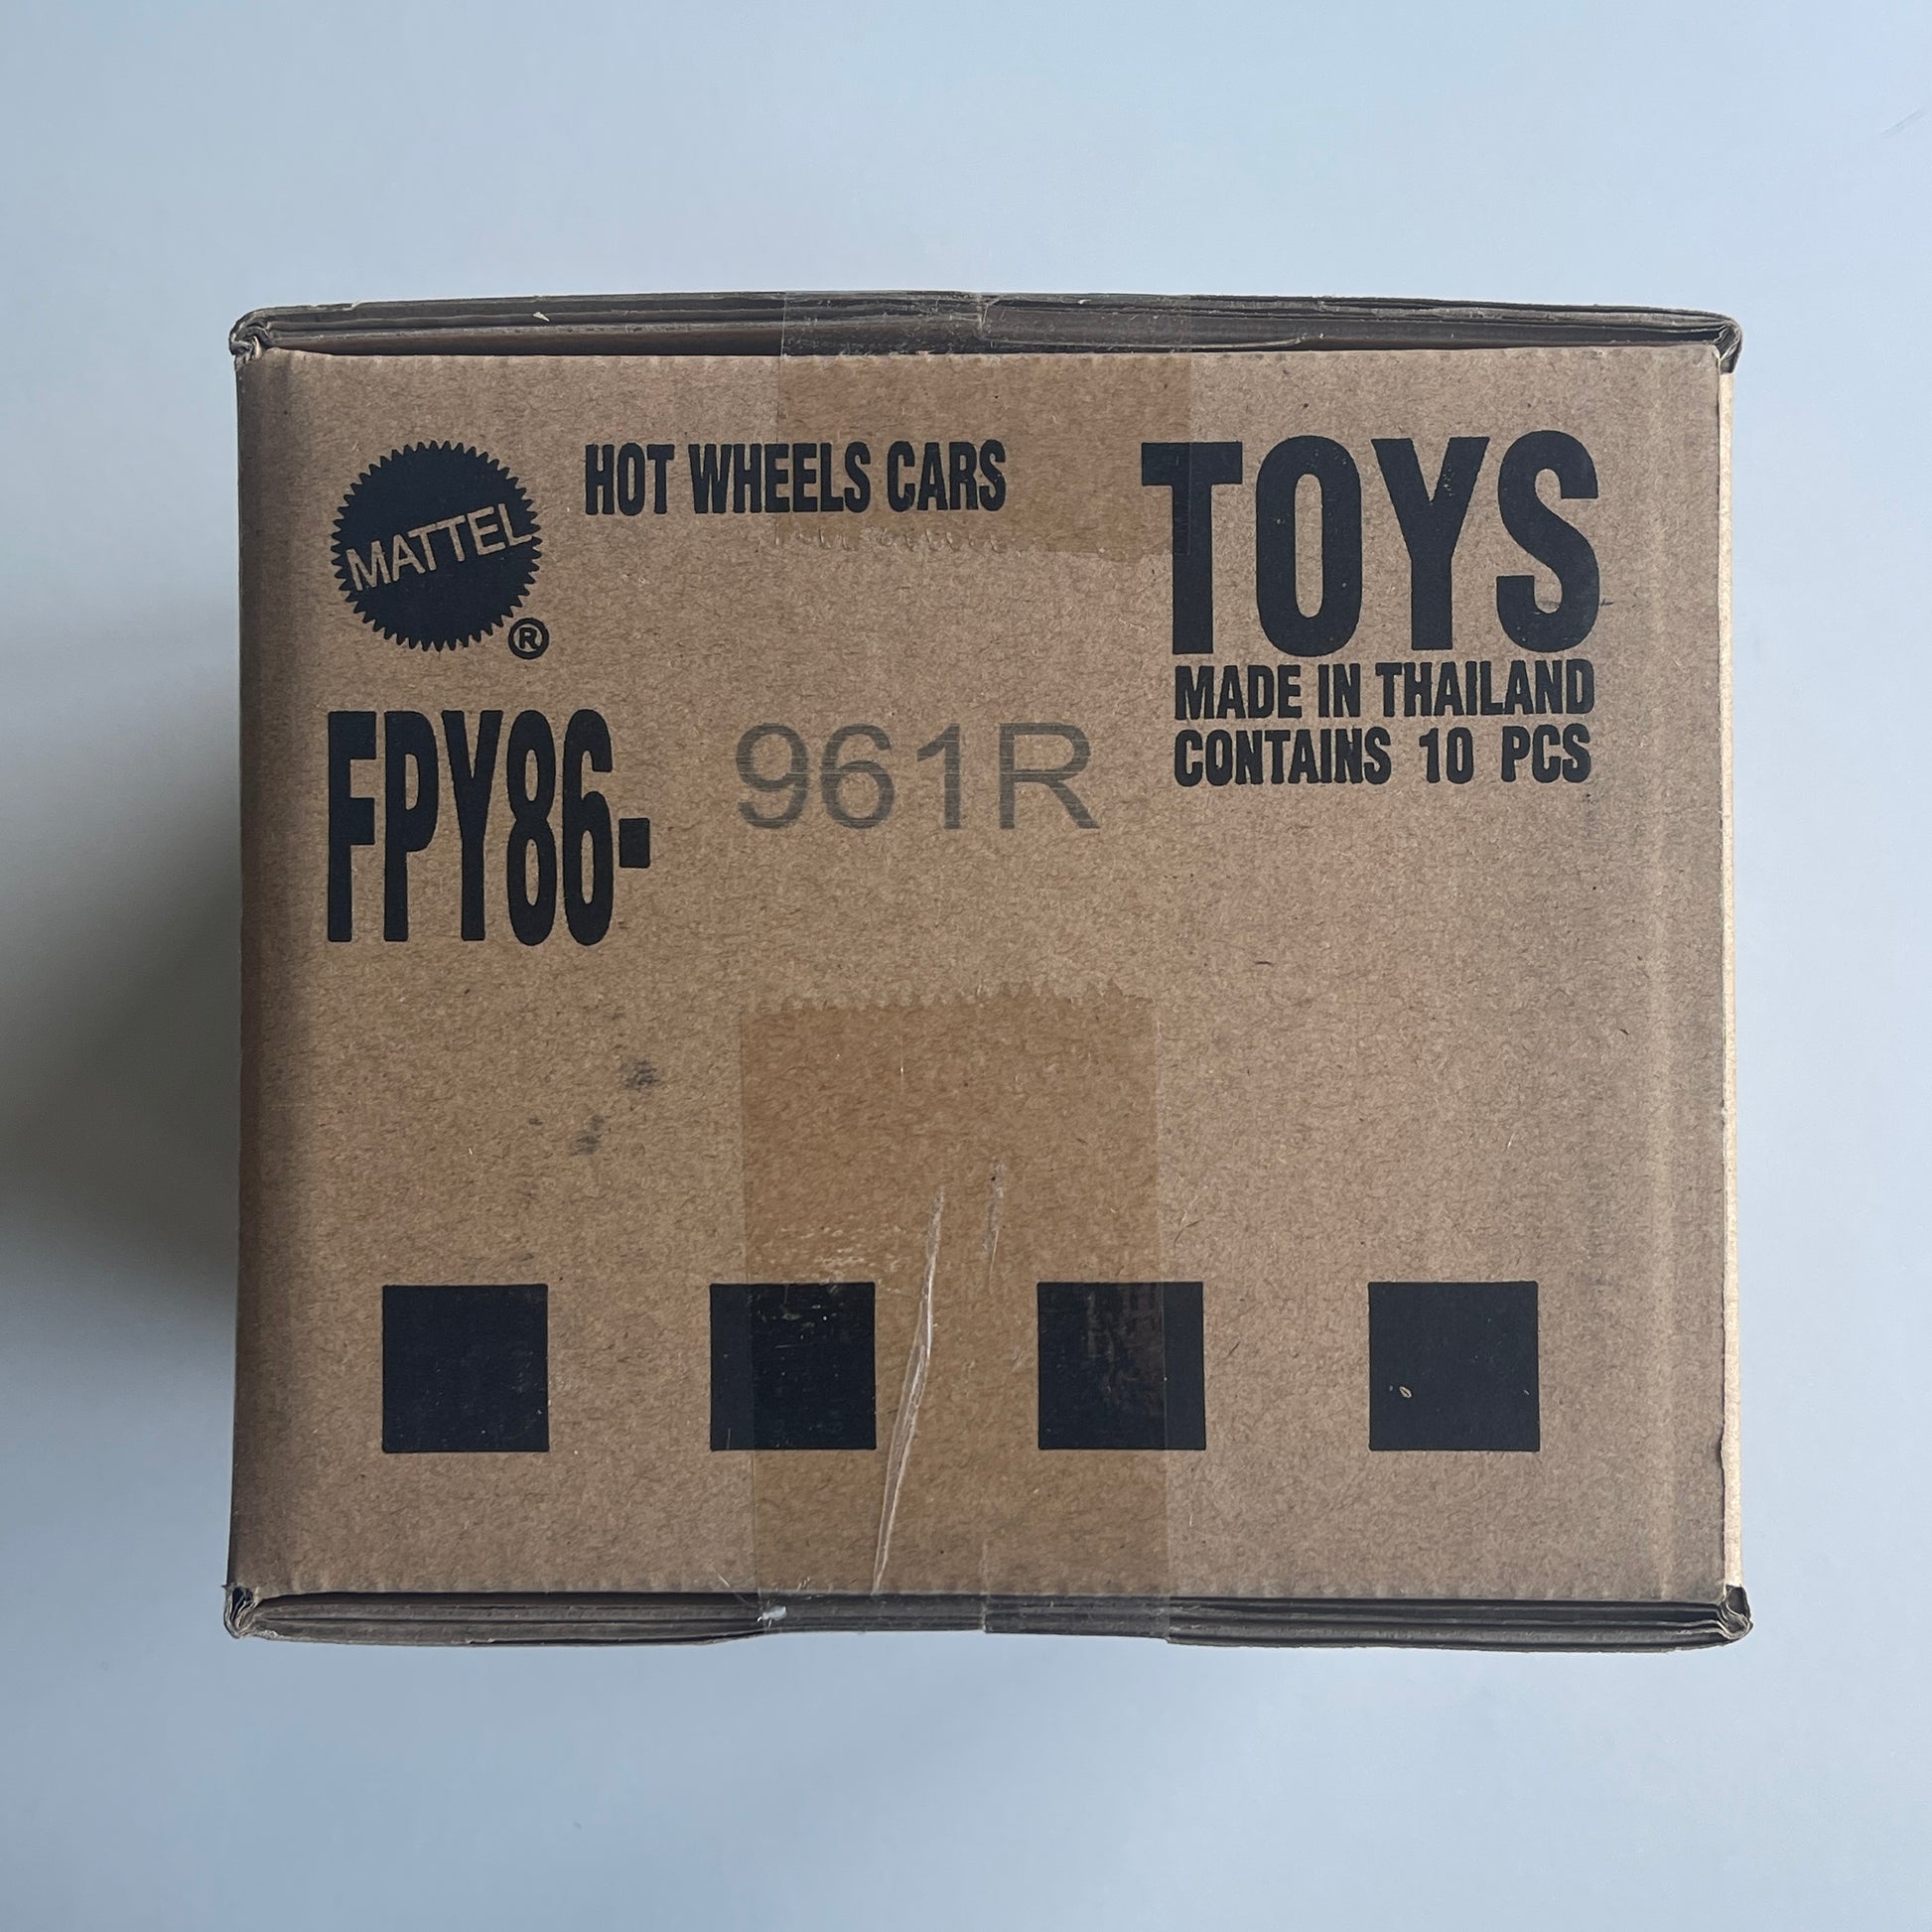 MATTEL
®
HOT WHEELS CARS
TOYS
MADE IN THAILAND
CONTAINS 10 PCS
FPY86- 961R